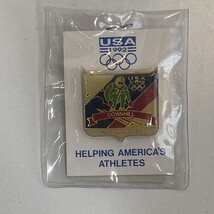 USA
1992
USA
DOWNHILL
HELPING AMERICA'S
ATHLETES